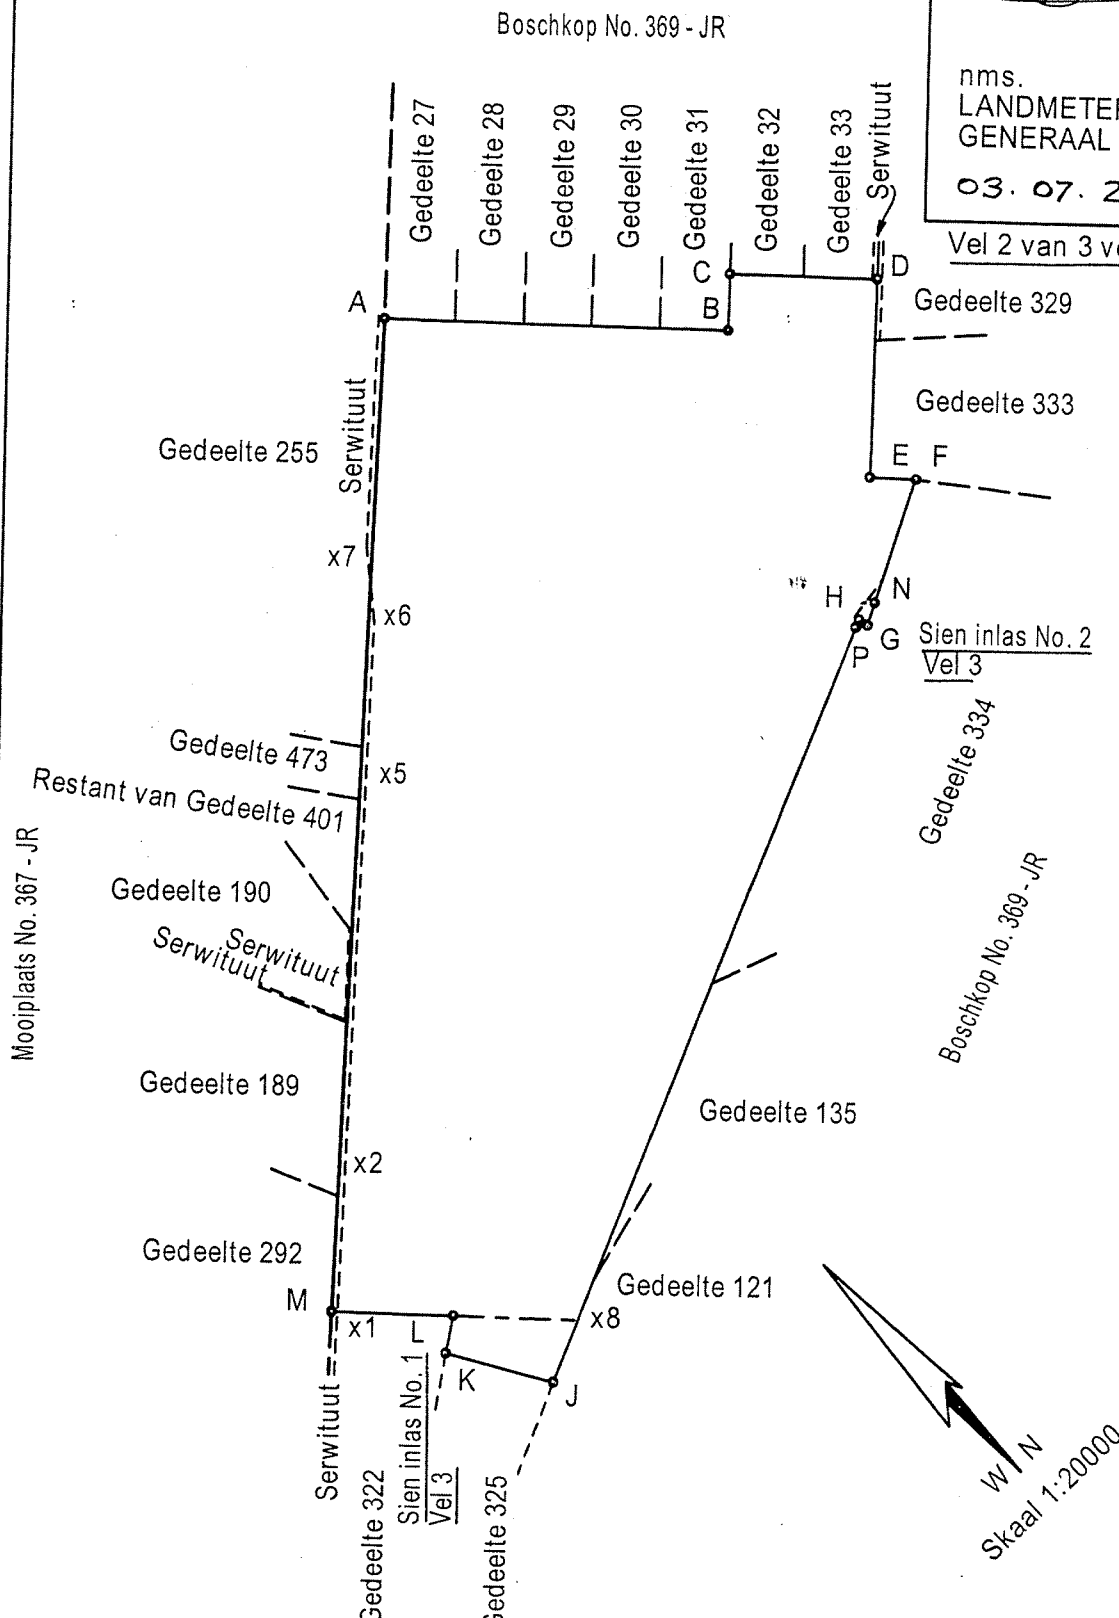 Boschkop No. 369 - JR
nms.
LANDMETER
GENERAAL
03. 07. 2
Vel 2 van 3 v
Gedeelte 27
Gedeelte 28
Gedeelte 29
Gedeelte 30
Gedeelte 31
Gedeelte 32
Gedeelte 33
Serwituut
A
C
B
D
Gedeelte 329
Gedeelte 333
Serwituut
Gedeelte 255
E F
x7
x6
H
N
G
P
Sien inlas No. 2
Vel 3
Gedeelte 334
Gedeelte 473
x5
Restant van Gedeelte 401
Mooiplaats No. 367 - JR
Gedeelte 190
Serwituut
Serwituut
Boschkop No. 369 - JR
Gedeelte 189
Gedeelte 135
x2
Gedeelte 292
Gedeelte 121
M
x1
L
x8
K
J
Serwituut
Gedeelte 322
Sien inlas No. 1
Vel 3
Gedeelte 325
W N
Skaal 1:20000